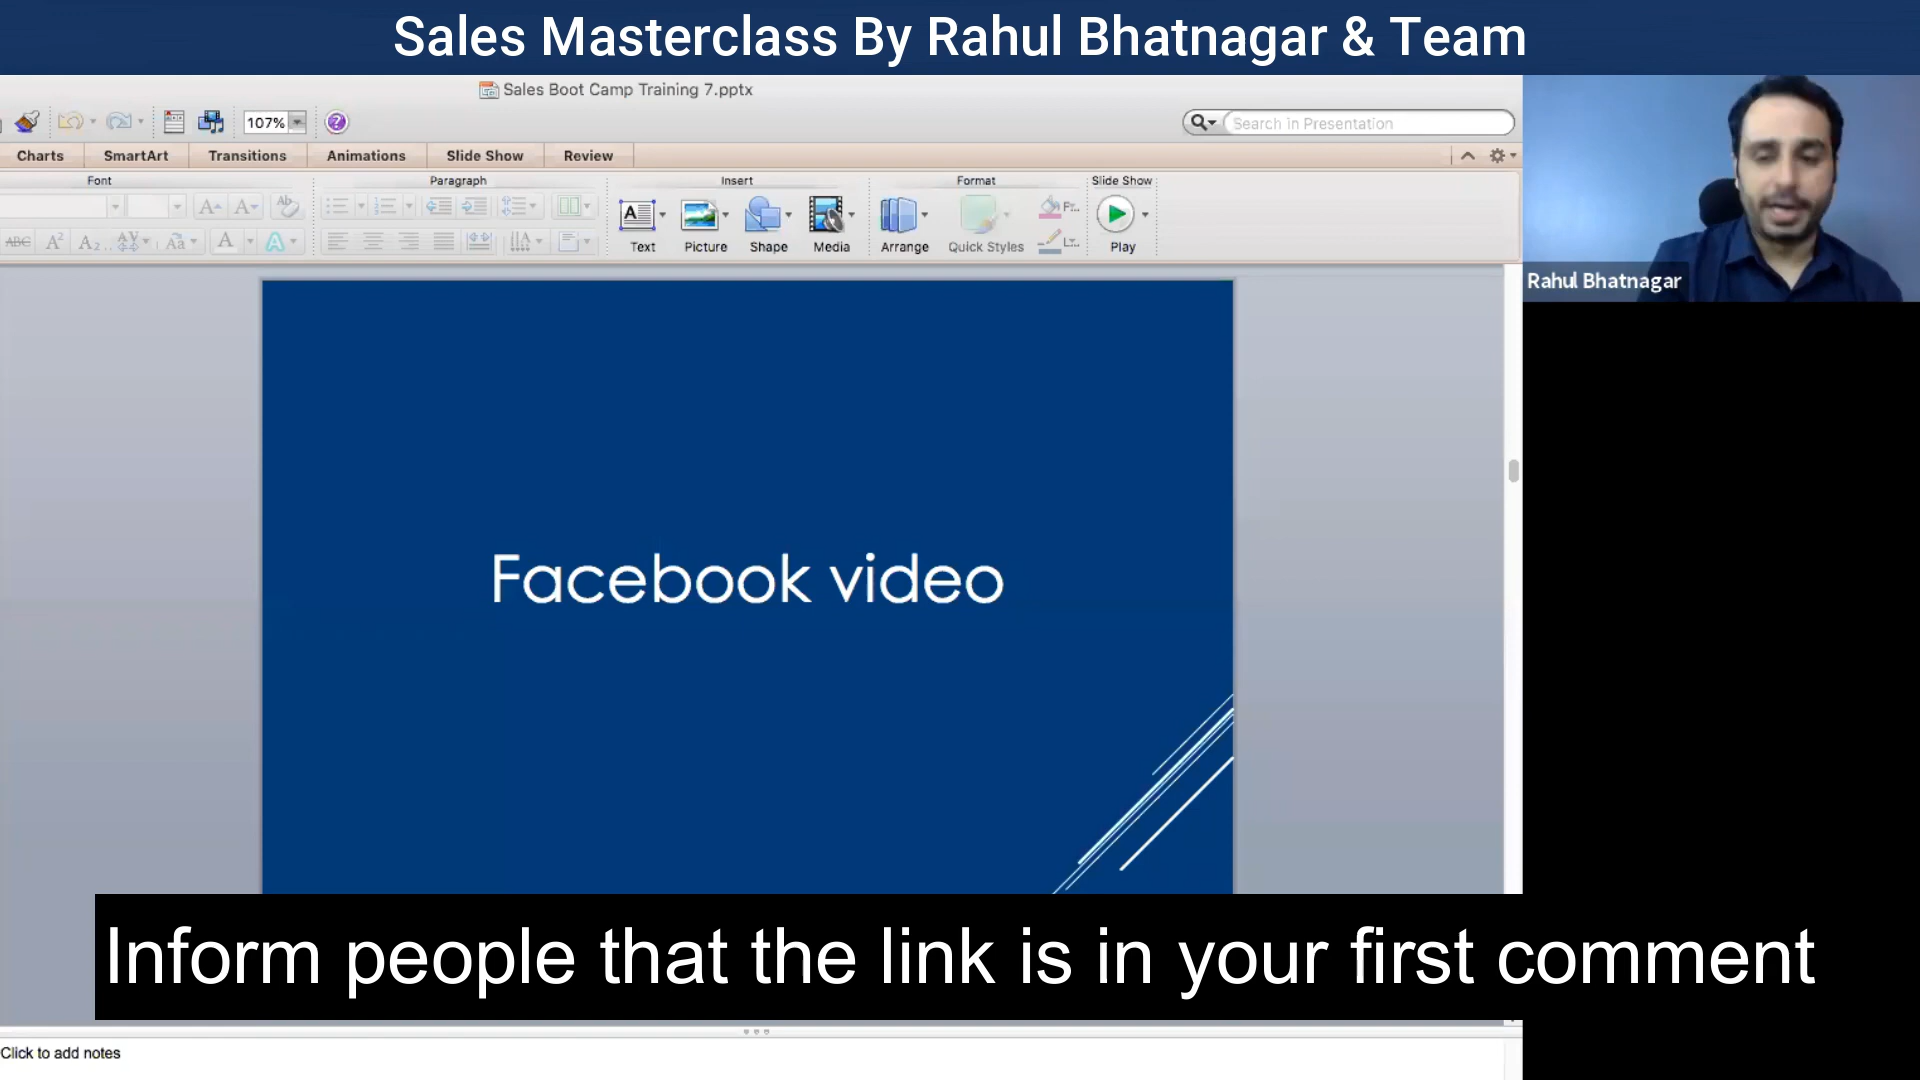 Sales Masterclass By Rahul Bhatnagar & Team
Sales Boot Camp Training 7.pptx
107%
Search in Presentation
Charts SmartArt Transitions Animations Slide Show Review
Font Paragraph Insert Format Slide Show
Text Picture Shape Media Arrange Quick Styles Play
Rahul Bhatnagar
Facebook video
Inform people that the link is in your first comment
Click to add notes